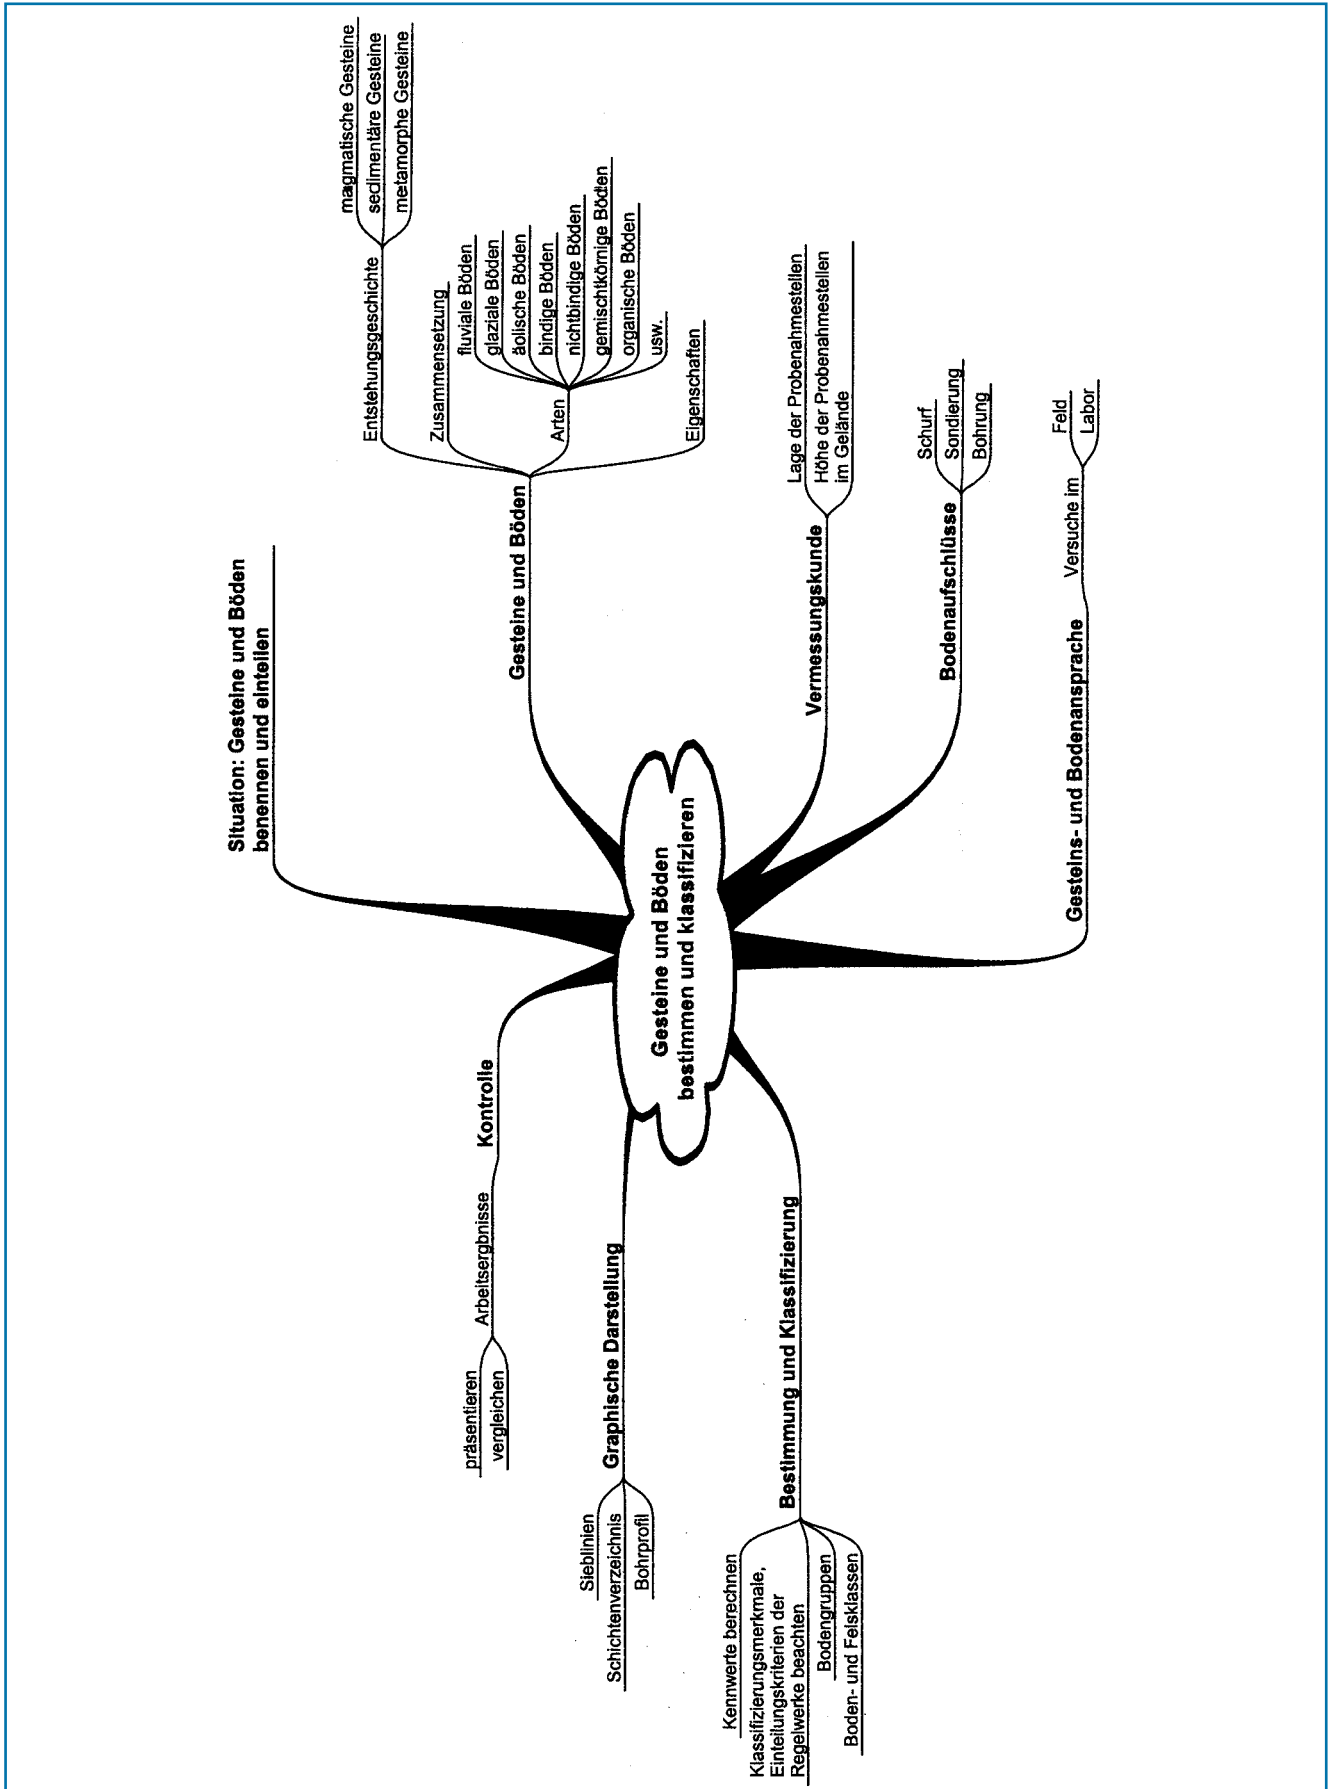 Gesteine und Böden
bestimmen und klassifizieren
Situation: Gesteine und Böden
benennen und einteilen
Gesteine und Böden
Entstehungsgeschichte
magmatische Gesteine
sedimentäre Gesteine
metamorphe Gesteine
Zusammensetzung
Arten
fluviale Böden
glaziale Böden
äolische Böden
bindige Böden
nichtbindige Böden
gemischtkörnige Böden
organische Böden
usw.
Eigenschaften
Vermessungskunde
Lage der Probenahmestellen
Höhe der Probenahmestellen
im Gelände
Bodenaufschlüsse
Schurf
Sondierung
Bohrung
Gesteins- und Bodenansprache
Versuche im
Feld
Labor
Bestimmung und Klassifizierung
Kennwerte berechnen
Klassifizierungsmerkmale,
Einteilungskriterien der
Regelwerke beachten
Bodengruppen
Boden- und Felsklassen
Graphische Darstellung
Sieblinien
Schichtenverzeichnis
Bohrprofil
Kontrolle
Arbeitsergbnisse
präsentieren
vergleichen